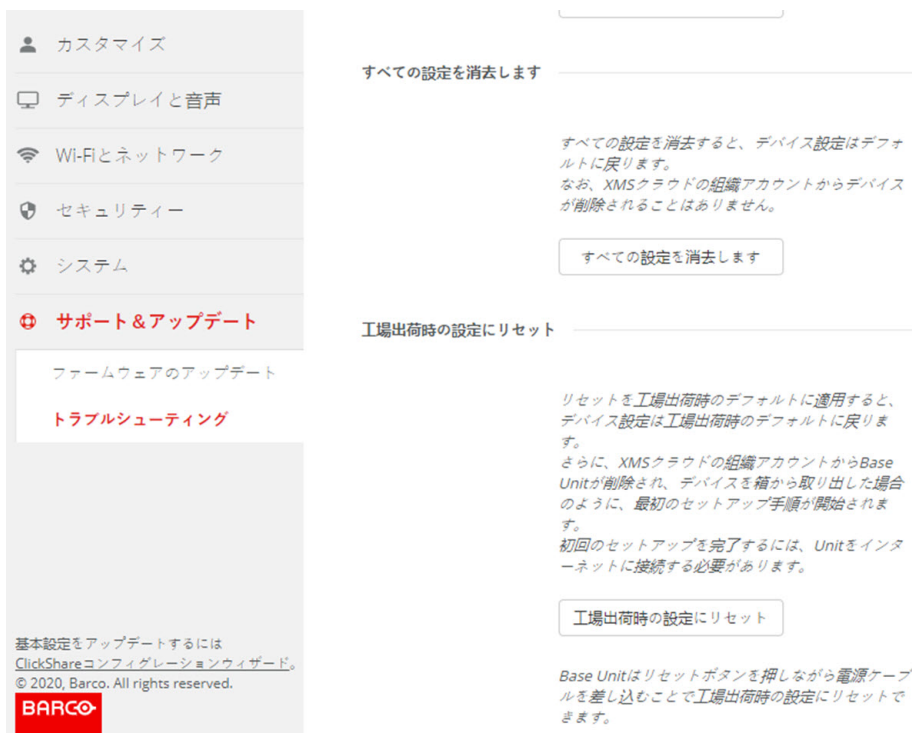 カスタマイズ
ディスプレイと音声
Wi-Fiとネットワーク
セキュリティー
システム
サポート＆アップデート
ファームウェアのアップデート
トラブルシューティング
基本設定をアップデートするには
ClickShareコンフィグレーションウィザード。
© 2020, Barco. All rights reserved.
BARCO
すべての設定を消去します
すべての設定を消去すると、デバイス設定はデフォ
ルトに戻ります。
なお、XMSクラウドの組織アカウントからデバイス
が削除されることはありません。
すべての設定を消去します
工場出荷時の設定にリセット
リセットを工場出荷時のデフォルトに適用すると、
デバイス設定は工場出荷時のデフォルトに戻りま
す。
さらに、XMSクラウドの組織アカウントからBase
Unitが削除され、デバイスを箱から取り出した場合
のように、最初のセットアップ手順が開始されま
す。
初回のセットアップを完了するには、Unitをインタ
ーネットに接続する必要があります。
工場出荷時の設定にリセット
Base Unitはリセットボタンを押しながら電源ケーブ
ルを差し込むことで工場出荷時の設定にリセットで
きます。